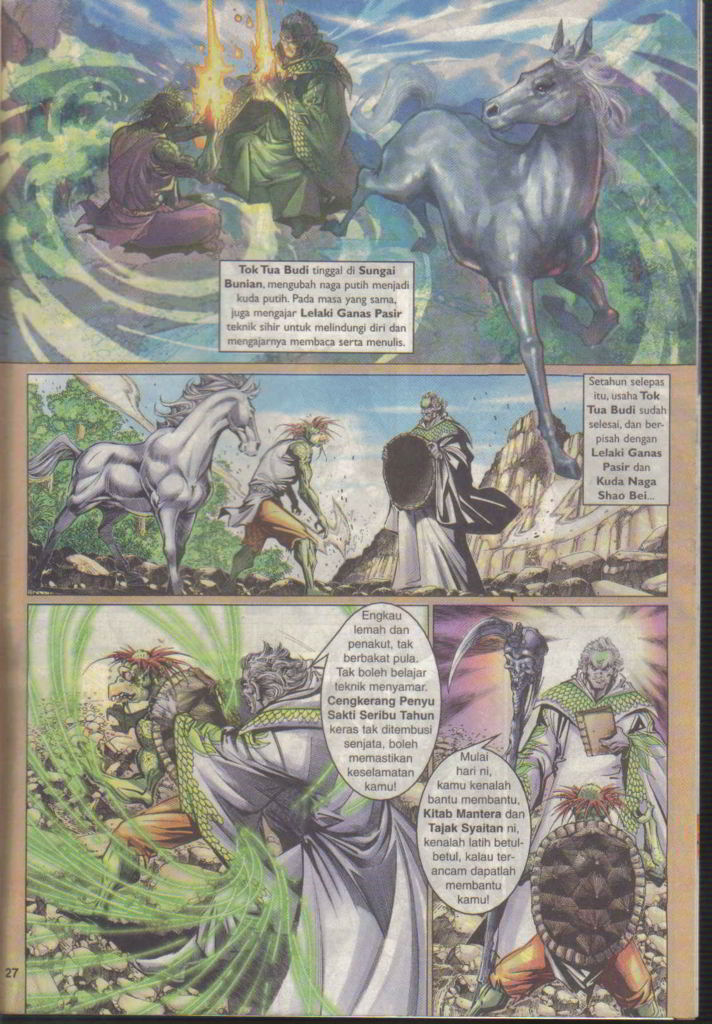 Tok Tua Budi tinggal di Sungai
Bunian, mengubah naga putih menjadi
kuda putih. Pada masa yang sama,
juga mengajar Lelaki Ganas Pasir
teknik sihir untuk melindungi diri dan
mengajarnya membaca serta menulis.
Setahun selepas
itu, usaha Tok
Tua Budi sudah
selesai, dan ber-
pisah dengan
Lelaki Ganas
Pasir dan
Kuda Naga
Shao Bei...
Engkau
lemah dan
penakut, tak
berbakat pula.
Tak boleh belajar
teknik menyamar.
Cengkerang Penyu
Sakti Seribu Tahun
keras tak ditembusi
senjata, boleh
memastikan
keselamatan
kamu!
Mulai
hari ni,
kamu kenalah
bantu membantu,
Kitab Mantera dan
Tajak Syaitan ni,
kenalah latih betul-
betul, kalau ter-
ancam dapatlah
membantu
kamu!
27